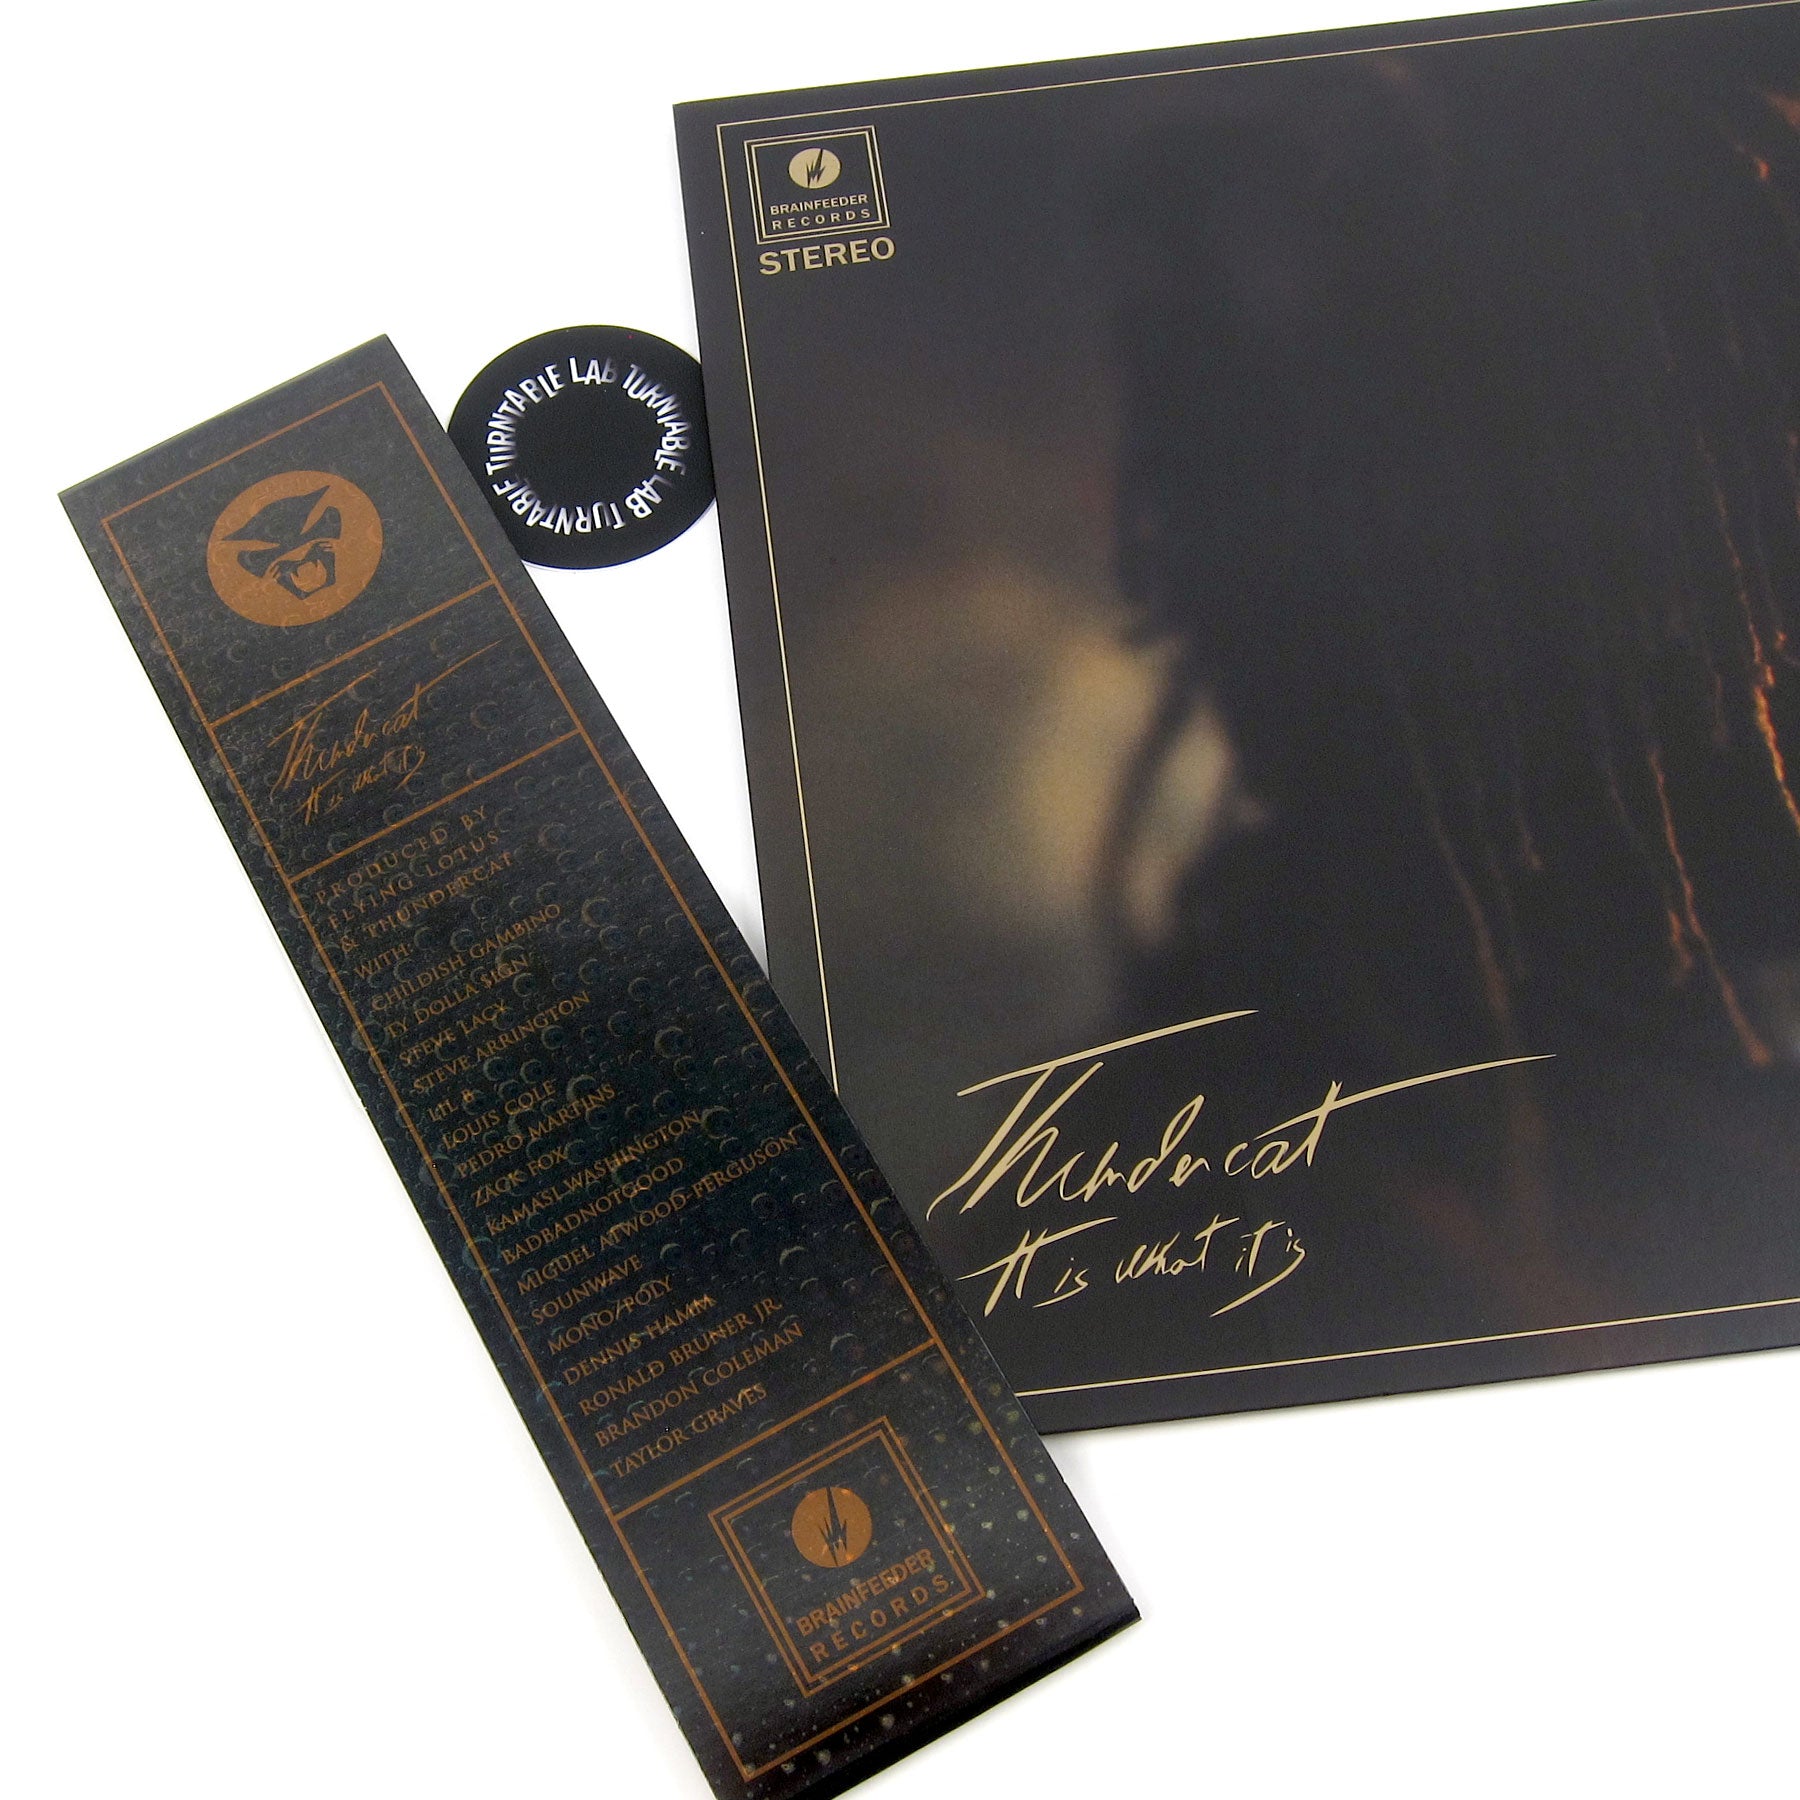 BRAINFEEDER
RECORDS
STEREO
TURNTABLE LAB TURNTABLE LAB TURNTABLE
Thundercat
It is what it is
Thundercat
It is what it is
PRODUCED BY
FLYING LOTUS
& THUNDERCAT
WITH:
CHILDISH GAMBINO
TY DOLLA $IGN
STEVE LACY
STEVE ARRINGTON
LIL B
LOUIS COLE
PEDRO MARTINS
ZACK FOX
KAMASI WASHINGTON
BADBADNOTGOOD
MIGUEL ATWOOD-FERGUSON
SOUNWAVE
MONO/POLY
DENNIS HAMM
RONALD BRUNER JR.
BRANDON COLEMAN
TAYLOR GRAVES
BRAINFEEDER
RECORDS